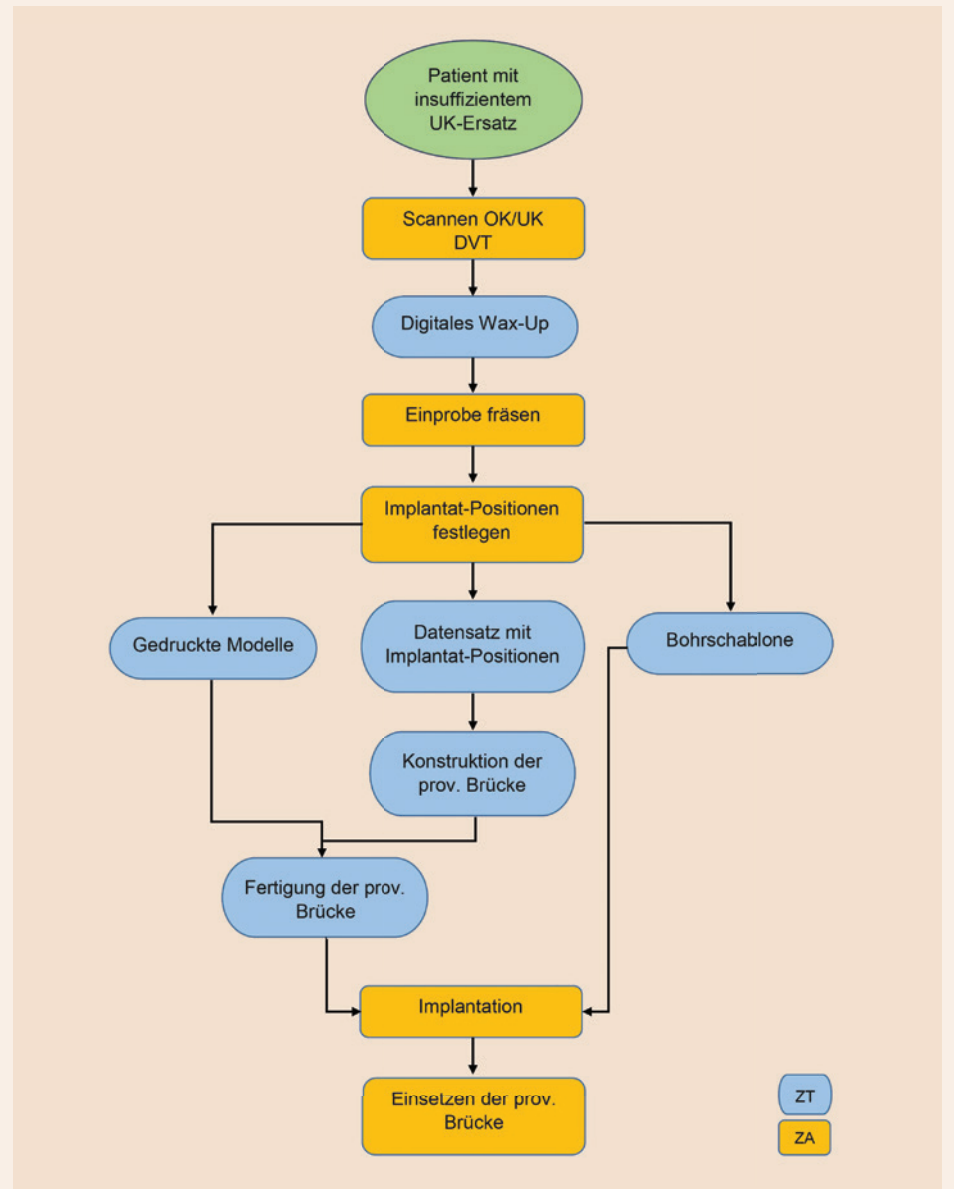 Patient mit
insuffizientem
UK-Ersatz
Scannen OK/UK
DVT
Digitales Wax-Up
Einprobe fräsen
Implantat-Positionen
festlegen
Gedruckte Modelle
Datensatz mit
Implantat-Positionen
Bohrschablone
Konstruktion der
prov. Brücke
Fertigung der prov.
Brücke
Implantation
Einsetzen der prov.
Brücke
ZT
ZA